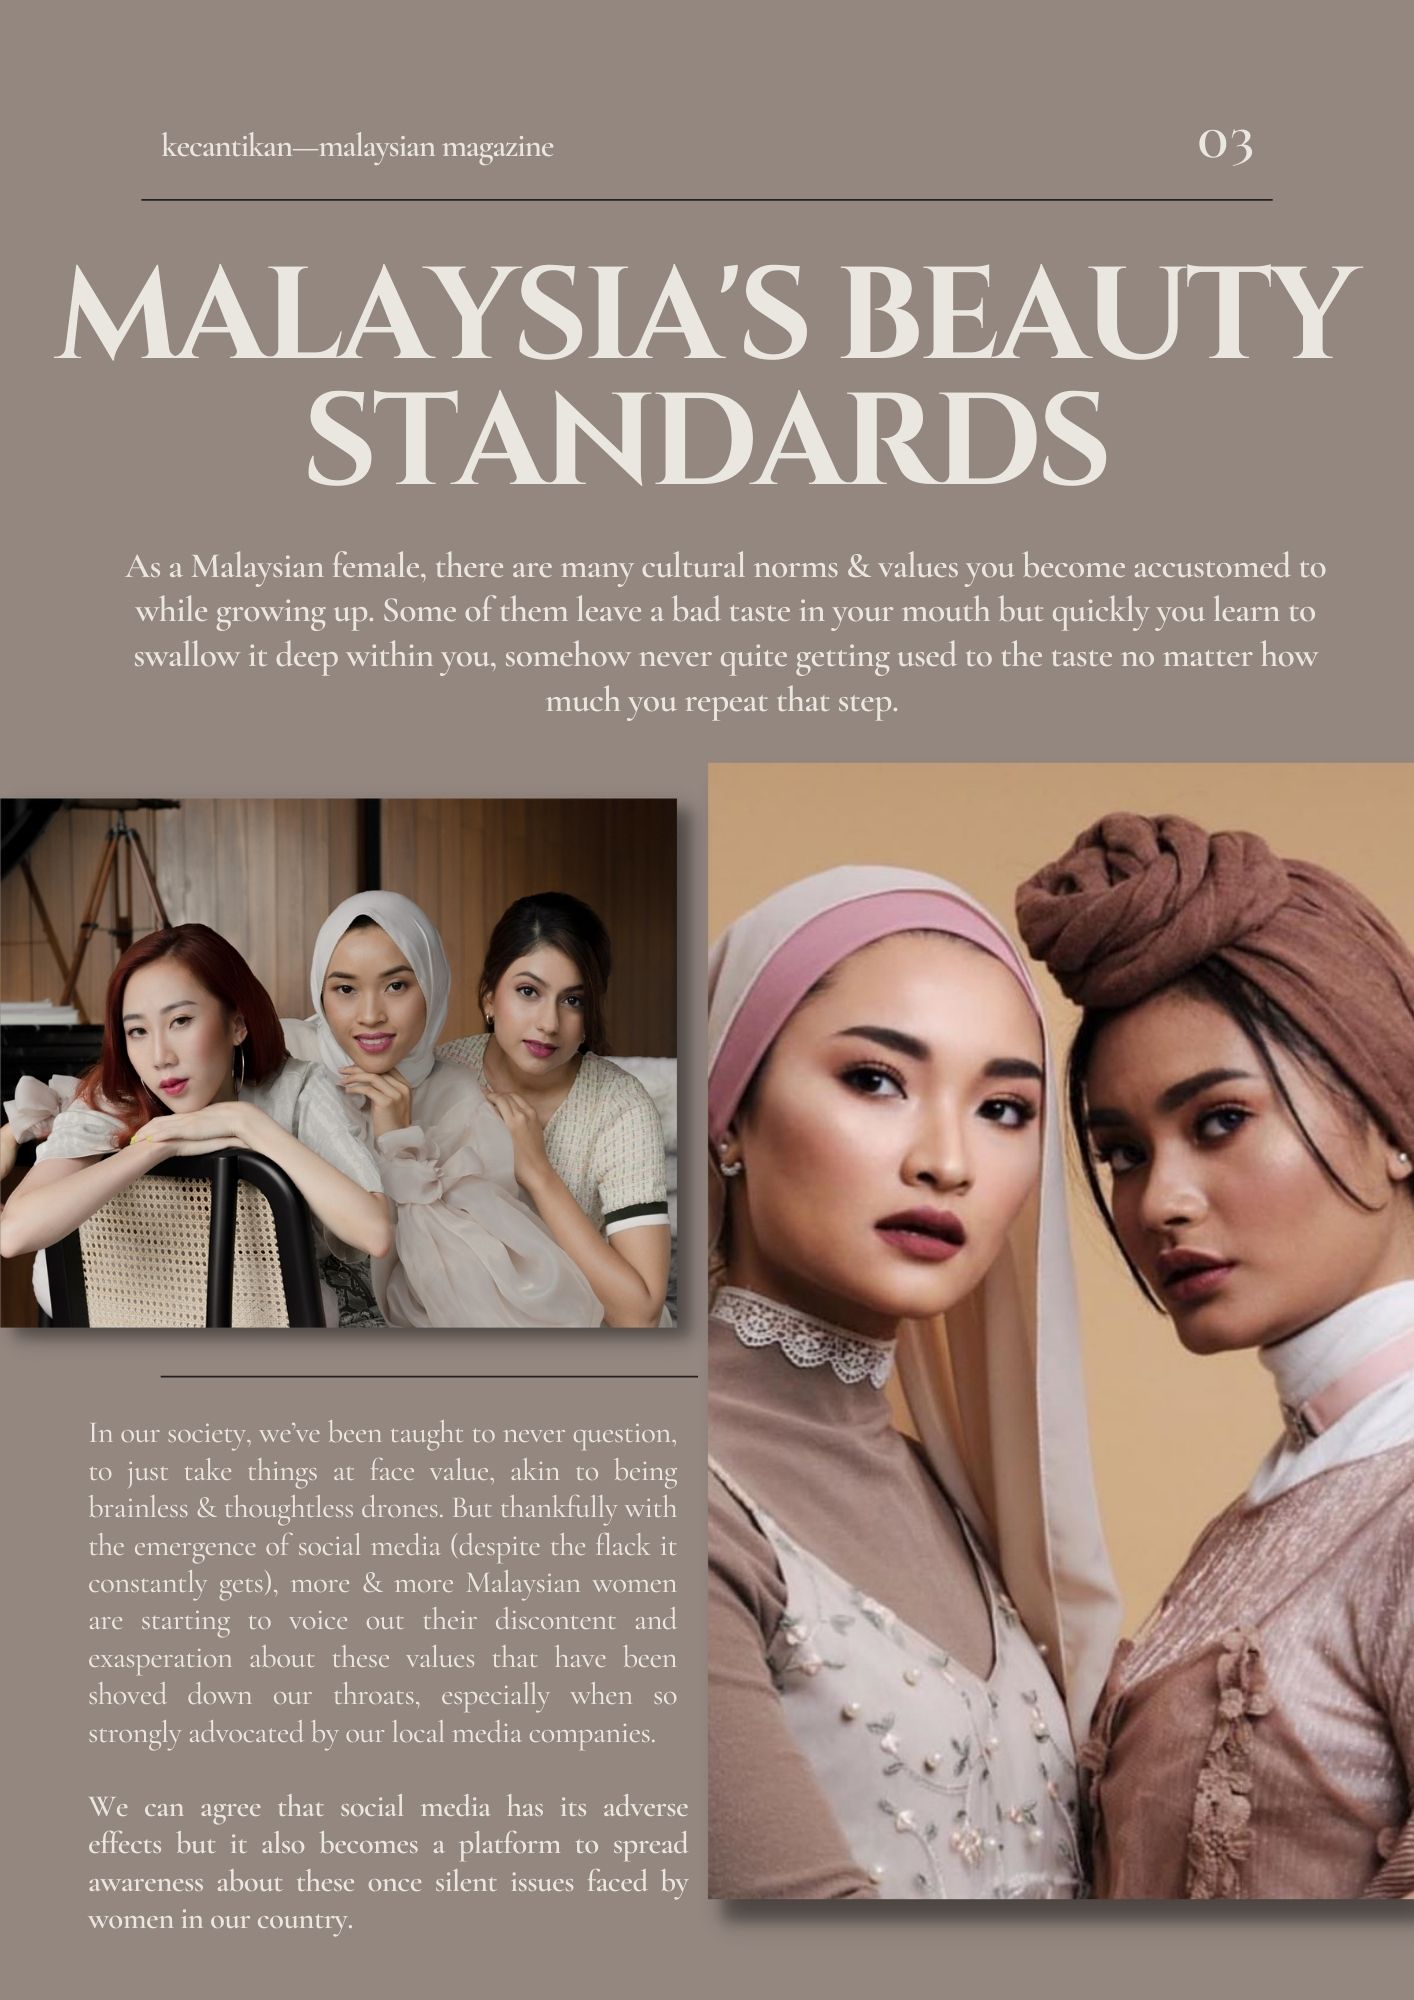 kecantikan—malaysian magazine
03
MALAYSIA'S BEAUTY
STANDARDS
As a Malaysian female, there are many cultural norms & values you become accustomed to
while growing up. Some of them leave a bad taste in your mouth but quickly you learn to
swallow it deep within you, somehow never quite getting used to the taste no matter how
much you repeat that step.
In our society, we've been taught to never question,
to just take things at face value, akin to being
brainless & thoughtless drones. But thankfully with
the emergence of social media (despite the flack it
constantly gets), more & more Malaysian women
are starting to voice out their discontent and
exasperation about these values that have been
shoved down our throats, especially when so
strongly advocated by our local media companies.
We can agree that social media has its adverse
effects but it also becomes a platform to spread
awareness about these once silent issues faced by
women in our country.